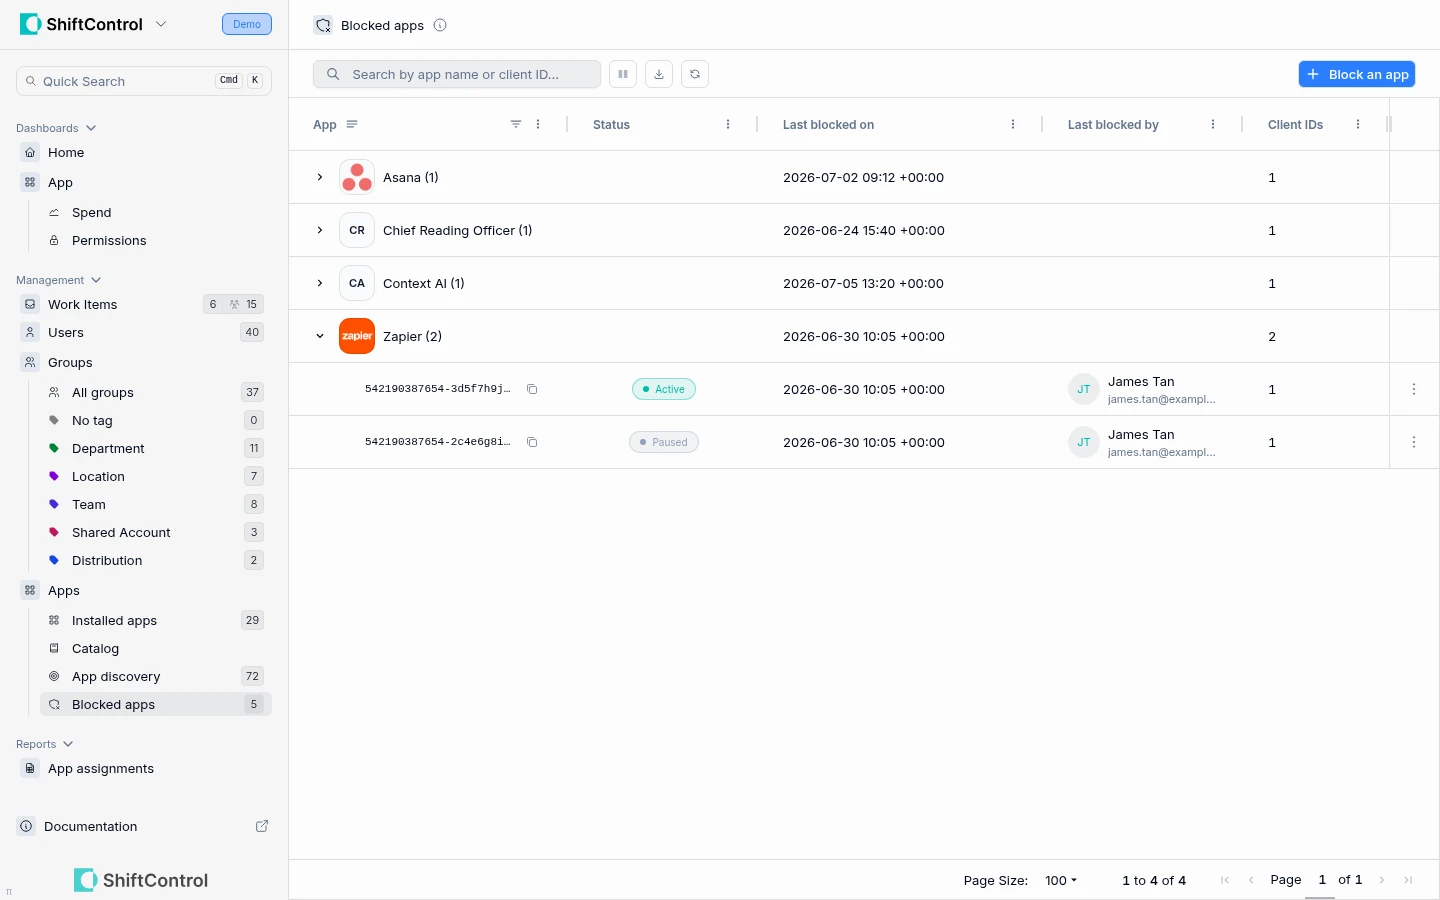 ShiftControl
Demo
Quick Search
Cmd
K
Dashboards
Home
App
Spend
Permissions
Management
Work Items
6
15
Users
40
Groups
All groups
37
No tag
0
Department
11
Location
7
Team
8
Shared Account
3
Distribution
2
Apps
Installed apps
29
Catalog
App discovery
72
Blocked apps
5
Reports
App assignments
Documentation
ShiftControl
π
Blocked apps
Search by app name or client ID...
Block an app
App
Status
Last blocked on
Last blocked by
Client IDs
Asana (1)
2026-07-02 09:12 +00:00
1
CR
Chief Reading Officer (1)
2026-06-24 15:40 +00:00
1
CA
Context AI (1)
2026-07-05 13:20 +00:00
1
zapier
Zapier (2)
2026-06-30 10:05 +00:00
2
542190387654-3d5f7h9j…
Active
2026-06-30 10:05 +00:00
JT
James Tan
james.tan@exampl...
1
542190387654-2c4e6g8i…
Paused
2026-06-30 10:05 +00:00
JT
James Tan
james.tan@exampl...
1
Page Size:
100
1 to 4 of 4
Page
1
of 1